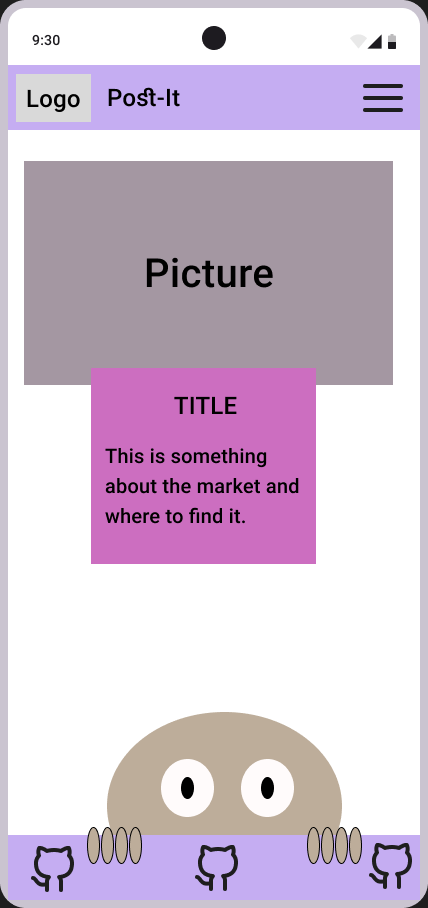 9:30
Logo
Post-It
Picture
TITLE
This is something
about the market and
where to find it.